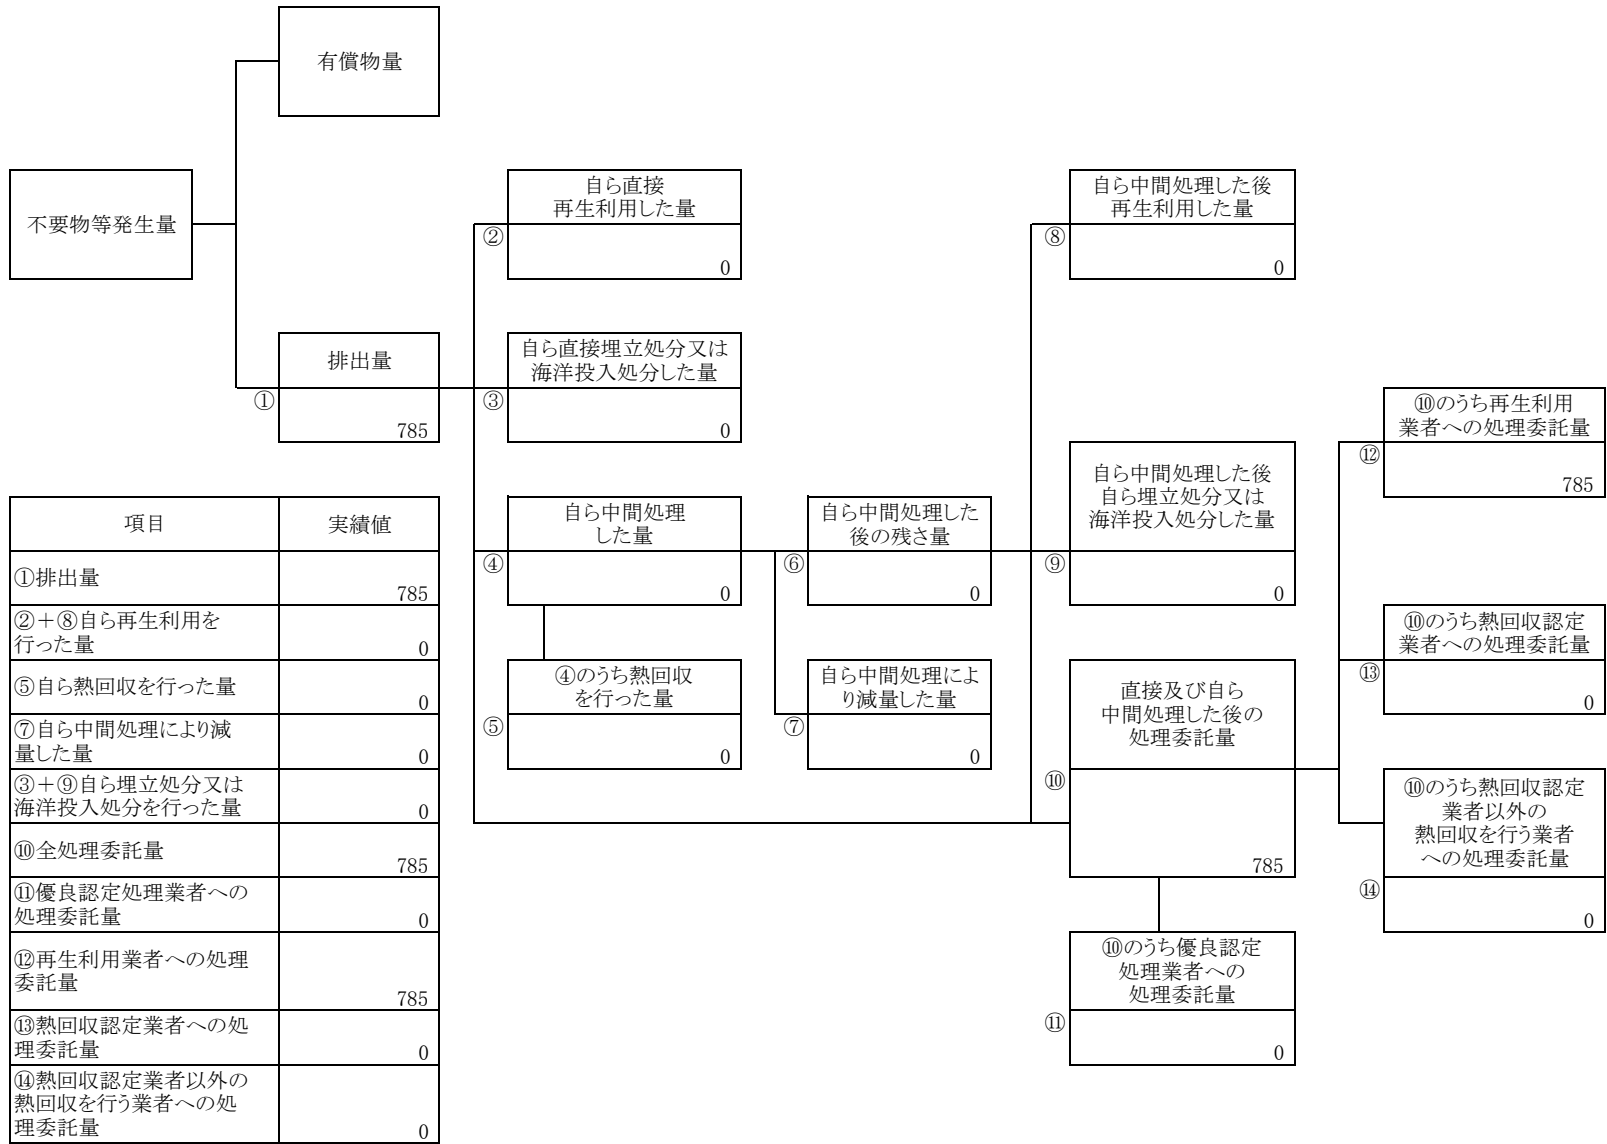 有償物量
不要物等発生量
自ら直接
再生利用した量
②
0
自ら中間処理した後
再生利用した量
⑧
0
排出量
①
785
自ら直接埋立処分又は
海洋投入処分した量
③
0
⑩のうち再生利用
業者への処理委託量
⑫
785
自ら中間処理
した量
④
0
自ら中間処理した
後の残さ量
⑥
0
自ら中間処理した後
自ら埋立処分又は
海洋投入処分した量
⑨
0
⑩のうち熱回収認定
業者への処理委託量
⑬
0
④のうち熱回収
を行った量
⑤
0
自ら中間処理によ
り減量した量
⑦
0
直接及び自ら
中間処理した後の
処理委託量
⑩
785
⑩のうち熱回収認定
業者以外の
熱回収を行う業者
への処理委託量
⑭
0
⑩のうち優良認定
処理業者への
処理委託量
⑪
0
項目 実績値
①排出量
785
②＋⑧自ら再生利用を
行った量
0
⑤自ら熱回収を行った量
0
⑦自ら中間処理により減
量した量
0
③＋⑨自ら埋立処分又は
海洋投入処分を行った量
0
⑩全処理委託量
785
⑪優良認定処理業者への
処理委託量
0
⑫再生利用業者への処理
委託量
785
⑬熱回収認定業者への処
理委託量
0
⑭熱回収認定業者以外の
熱回収を行う業者への処
理委託量
0